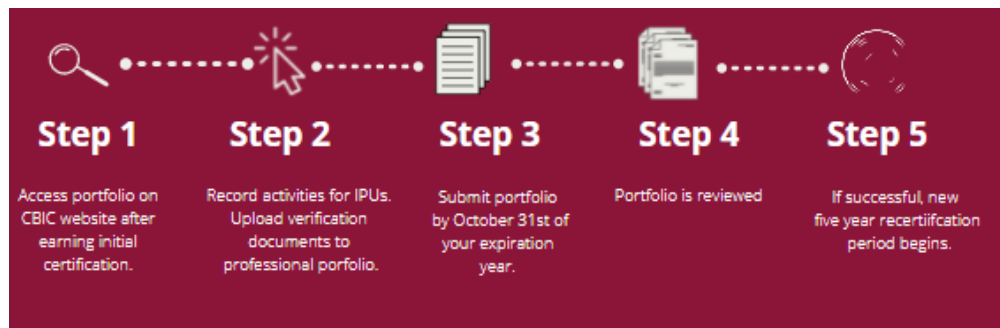 Step 1
Access portfolio on
CBIC website after
earning initial
certification.
Step 2
Record activities for IPUs.
Upload verification
documents to
professional porfolio.
Step 3
Submit portfolio
by October 31st of
your expiration
year.
Step 4
Portfolio is reviewed
Step 5
If successful, new
five year recertiifcation
period begins.